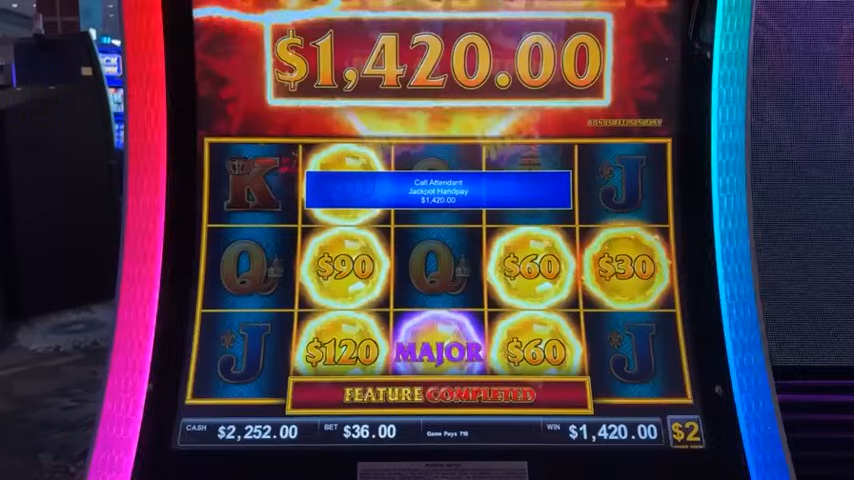 $1,420.00
K
J
Call Attendant
Jackpot Handpay
$1,420.00
Q
$90
Q
$60
$30
J
$120
MAJOR
$60
J
FEATURE COMPLETED
CASH $2,252.00 BET $36.00 Game Pays 716 WIN $1,420.00 $2